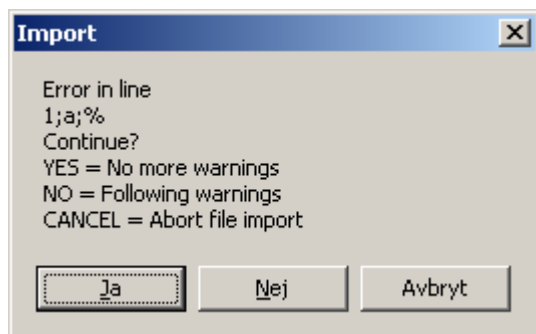 Import
Error in line
1;a;%
Continue?
YES = No more warnings
NO = Following warnings
CANCEL = Abort file import
Ja
Nej
Avbryt